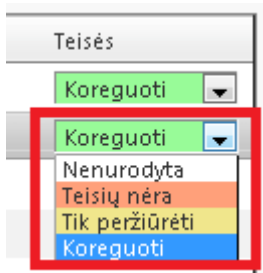 Teisės
Koreguoti
Koreguoti
Nenurodyta
Teisių nėra
Tik peržiūrėti
Koreguoti